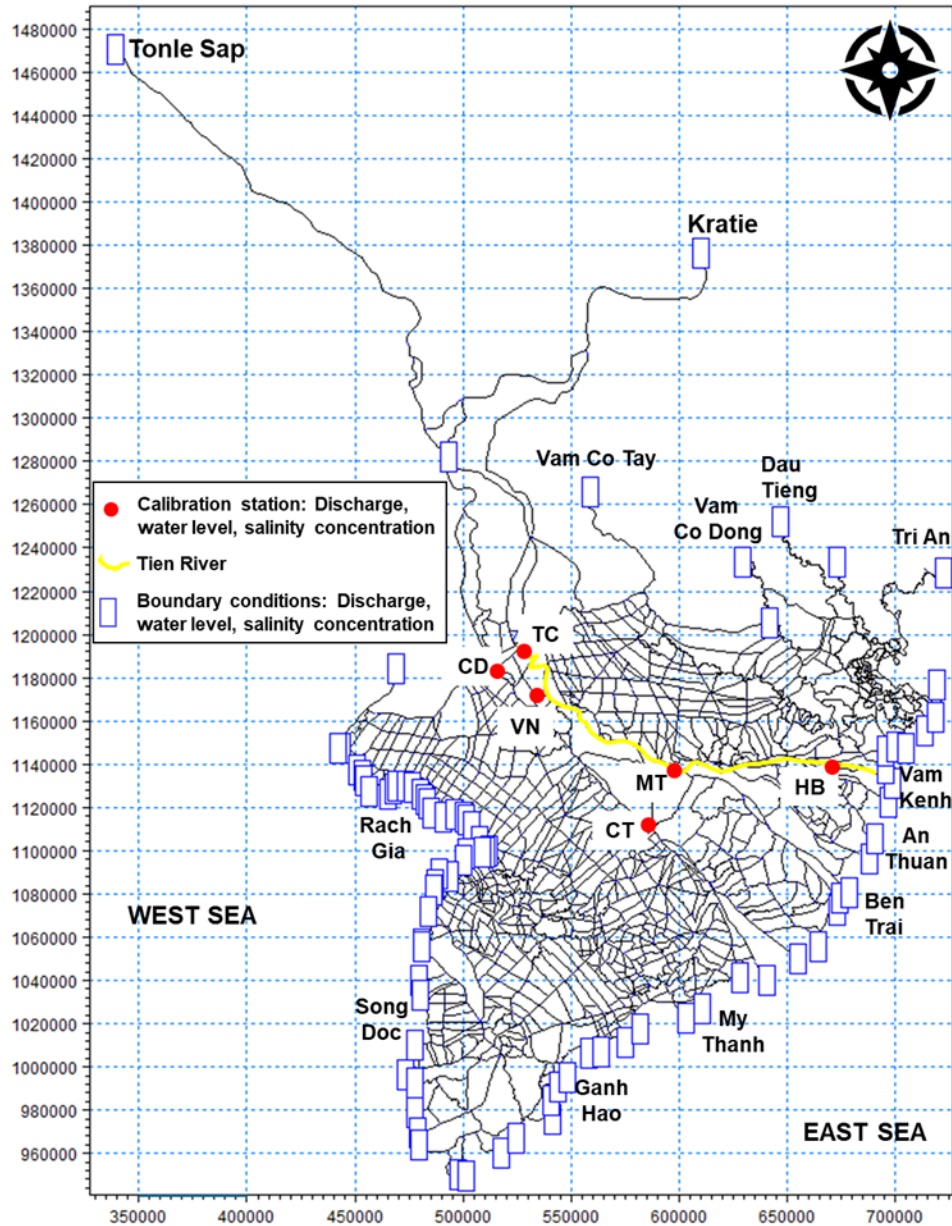 1480000
Tonle Sap
1460000
1440000
1420000
1400000
Kratie
1380000
1360000
1340000
1320000
1300000
1280000
Vam Co Tay
Dau
Tieng
1260000
Vam
Co Dong
Tri An
Calibration station: Discharge,
water level, salinity concentration
Tien River
Boundary conditions: Discharge,
water level, salinity concentration
1240000
1220000
1200000
TC
CD
1180000
VN
1160000
1140000
MT
HB
Vam
Kenh
1120000
Rach
Gia
CT
An
Thuan
1100000
1080000
Ben
Trai
WEST SEA
1060000
1040000
Song
Doc
1020000
My
Thanh
1000000
Ganh
Hao
980000
EAST SEA
960000
350000 400000 450000 500000 550000 600000 650000 700000